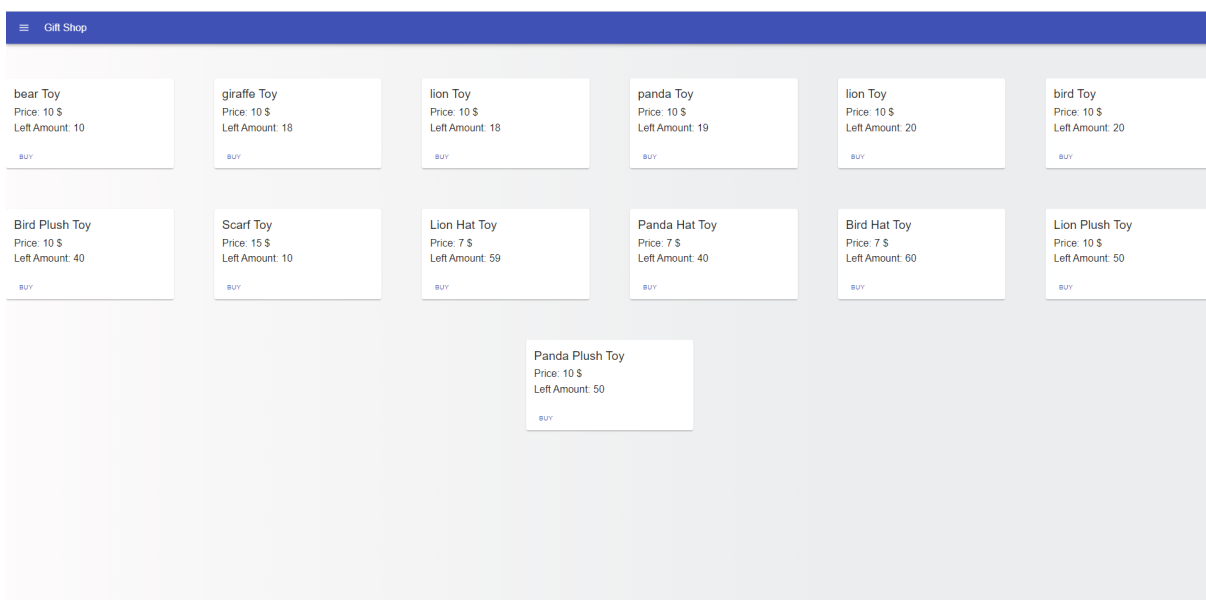 Gift Shop
bear Toy
Price: 10 $
Left Amount: 10
BUY
giraffe Toy
Price: 10 $
Left Amount: 18
BUY
lion Toy
Price: 10 $
Left Amount: 18
BUY
panda Toy
Price: 10 $
Left Amount: 19
BUY
lion Toy
Price: 10 $
Left Amount: 20
BUY
bird Toy
Price: 10 $
Left Amount: 20
BUY
Bird Plush Toy
Price: 10 $
Left Amount: 40
BUY
Scarf Toy
Price: 15 $
Left Amount: 10
BUY
Lion Hat Toy
Price: 7 $
Left Amount: 59
BUY
Panda Hat Toy
Price: 7 $
Left Amount: 40
BUY
Bird Hat Toy
Price: 7 $
Left Amount: 60
BUY
Lion Plush Toy
Price: 10 $
Left Amount: 50
BUY
Panda Plush Toy
Price: 10 $
Left Amount: 50
BUY